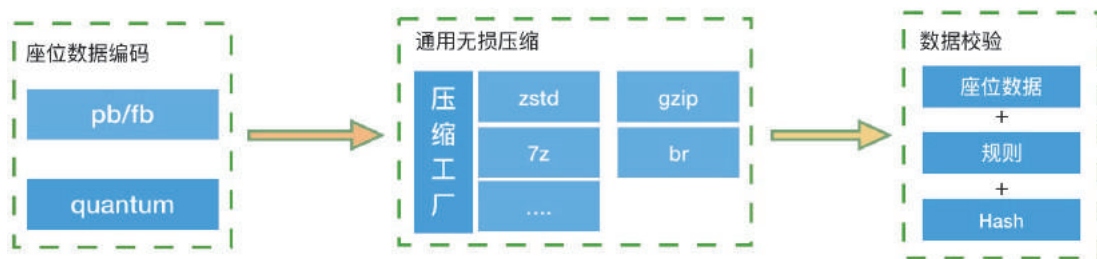 座位数据编码
pb/fb
quantum
通用无损压缩
压缩工厂
zstd
gzip
7z
br
....
数据校验
座位数据
+
规则
+
Hash